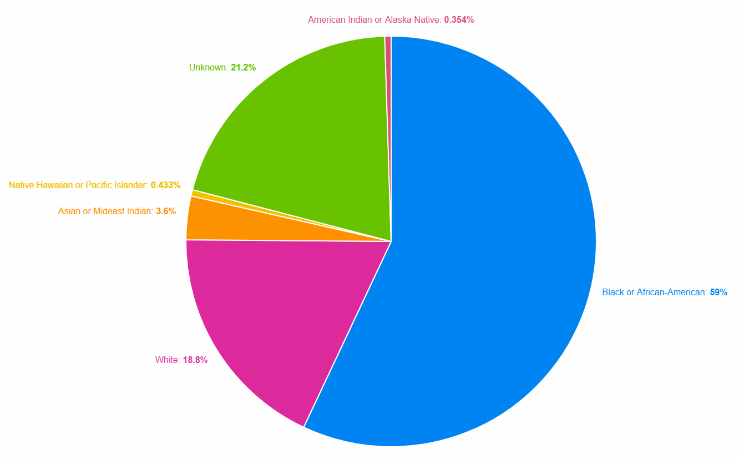 American Indian or Alaska Native: 0.354%
Unknown: 21.2%
Native Hawaiian or Pacific Islander: 0.433%
Asian or Mideast Indian: 3.6%
Black or African-American: 59%
White: 18.8%